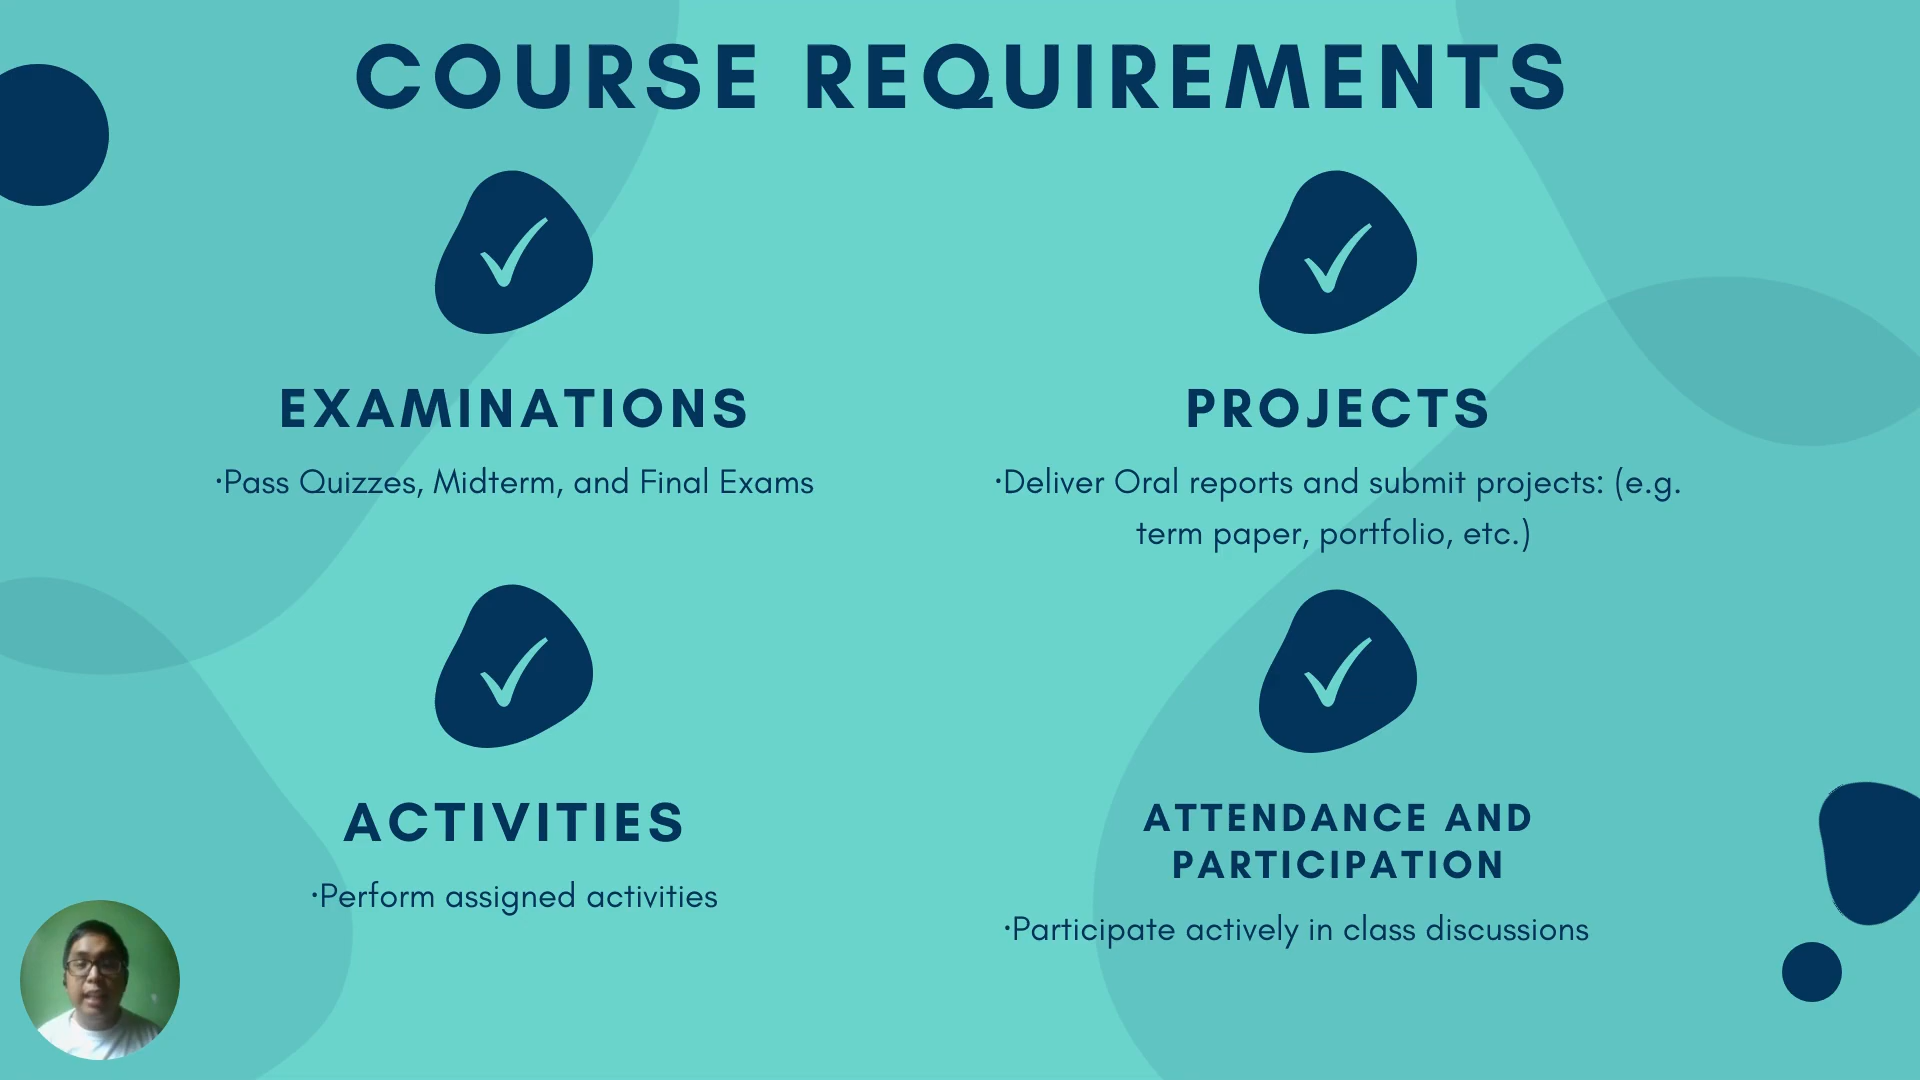 COURSE REQUIREMENTS
EXAMINATIONS
·Pass Quizzes, Midterm, and Final Exams
PROJECTS
·Deliver Oral reports and submit projects: (e.g.
term paper, portfolio, etc.)
ACTIVITIES
·Perform assigned activities
ATTENDANCE AND
PARTICIPATION
·Participate actively in class discussions